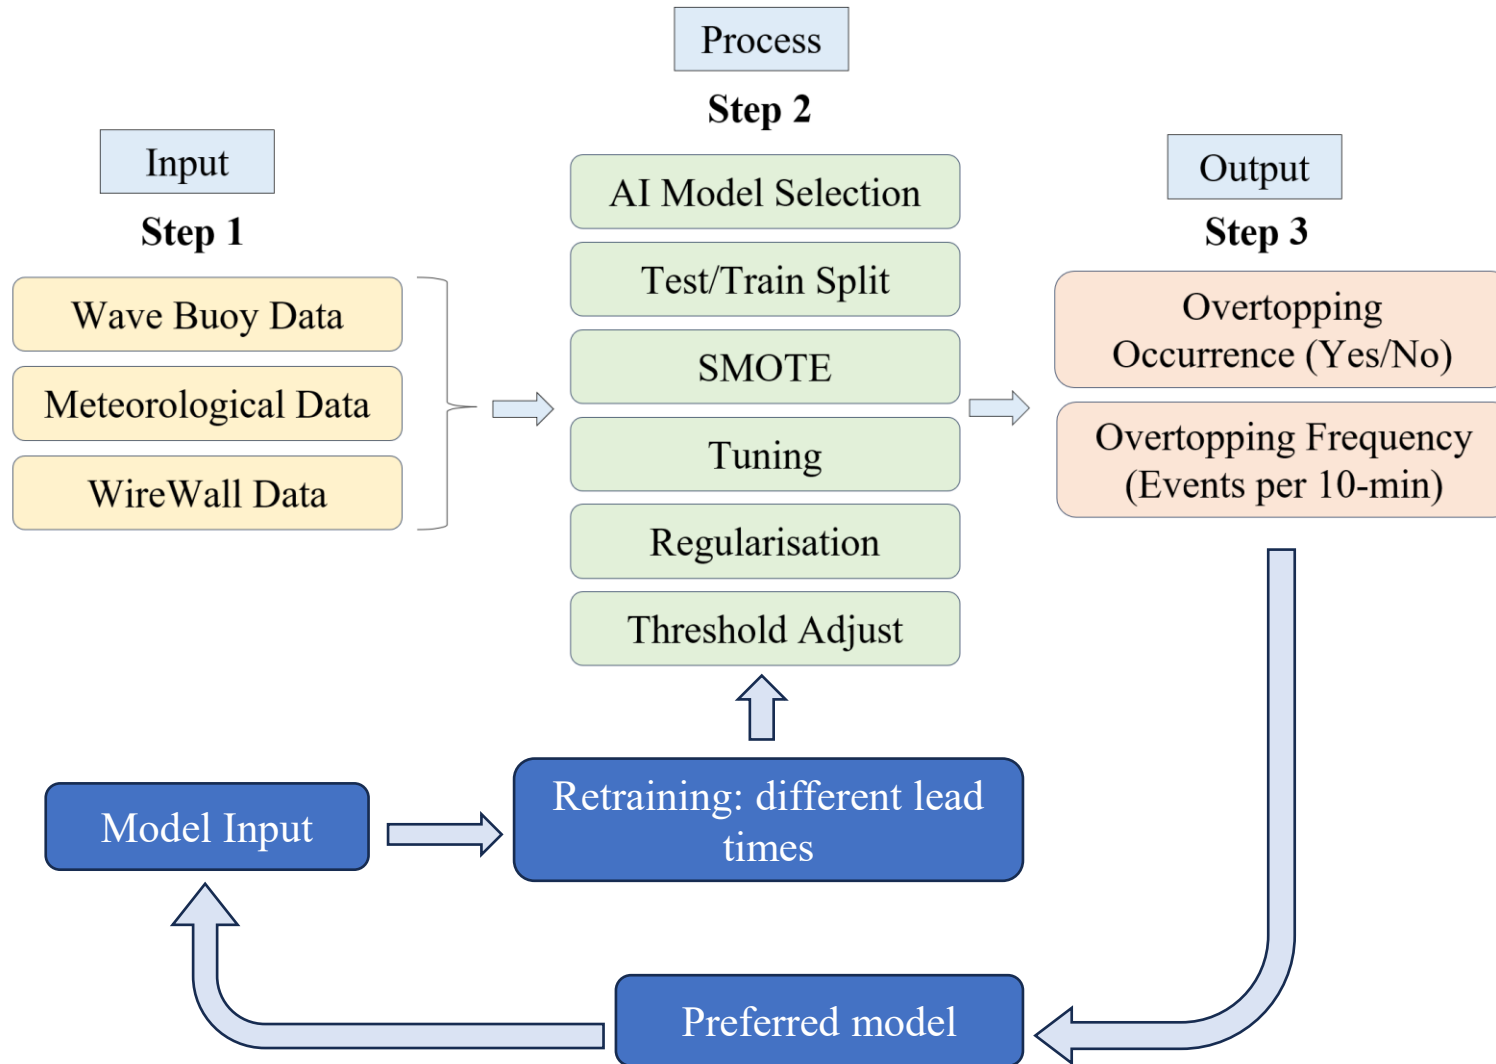 Input
Step 1
Wave Buoy Data
Meteorological Data
WireWall Data
Process
Step 2
AI Model Selection
Test/Train Split
SMOTE
Tuning
Regularisation
Threshold Adjust
Output
Step 3
Overtopping
Occurrence (Yes/No)
Overtopping Frequency
(Events per 10-min)
Preferred model
Model Input
Retraining: different lead
times